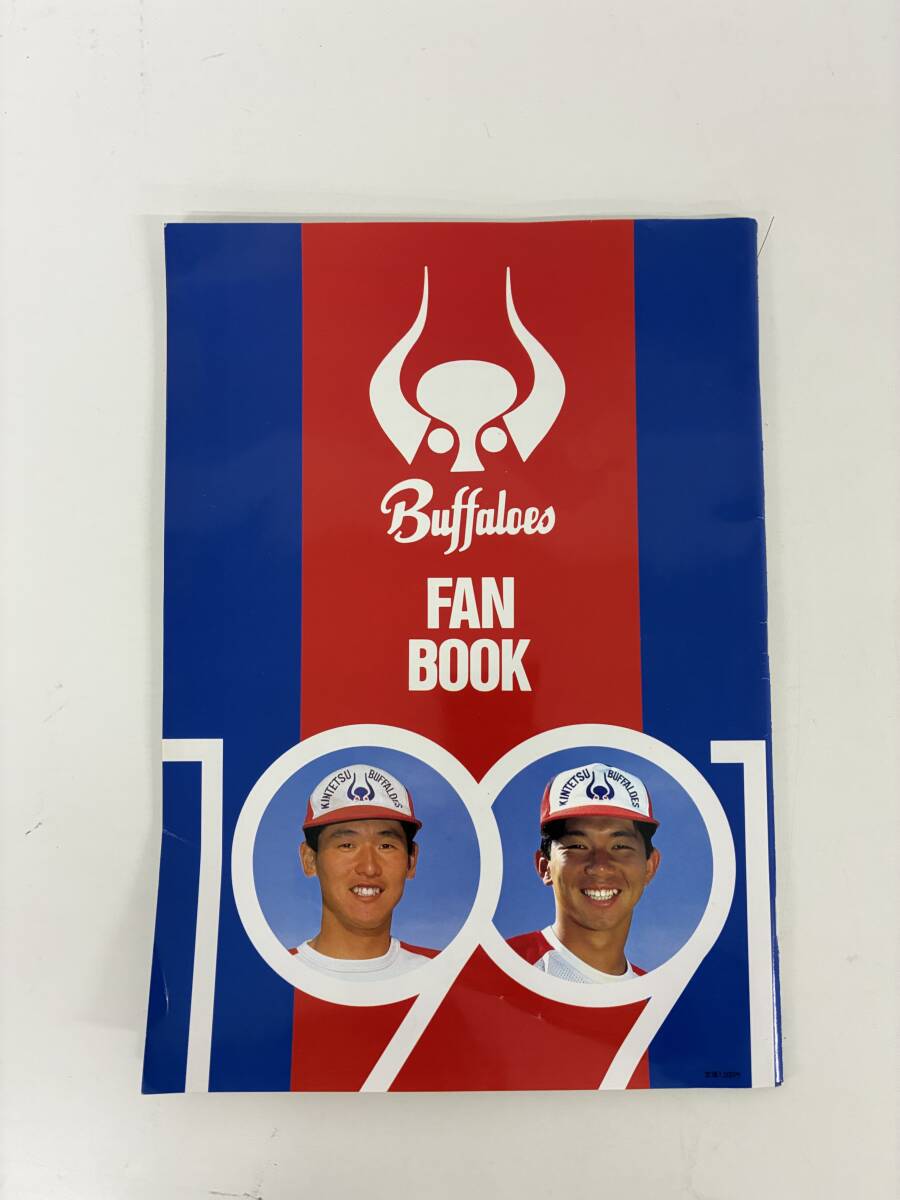 Buffaloes
FAN
BOOK
1991
KINTETSU BUFFALOES
KINTETSU BUFFALOES